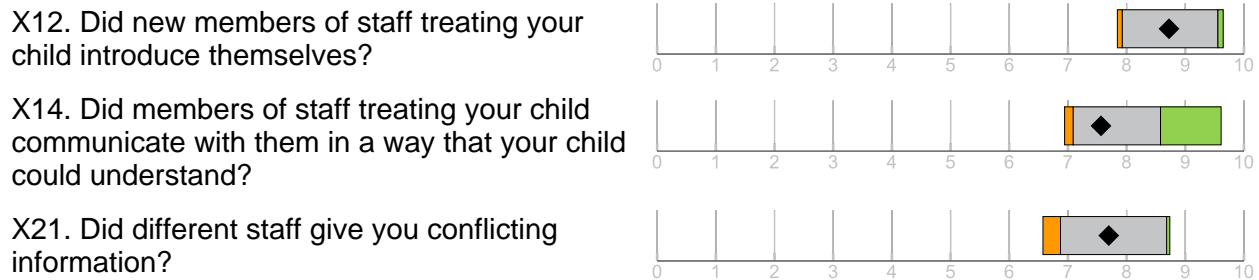 X12. Did new members of staff treating your
child introduce themselves?
0 1 2 3 4 5 6 7 8 9 10
X14. Did members of staff treating your child
communicate with them in a way that your child
could understand?
0 1 2 3 4 5 6 7 8 9 10
X21. Did different staff give you conflicting
information?
0 1 2 3 4 5 6 7 8 9 10